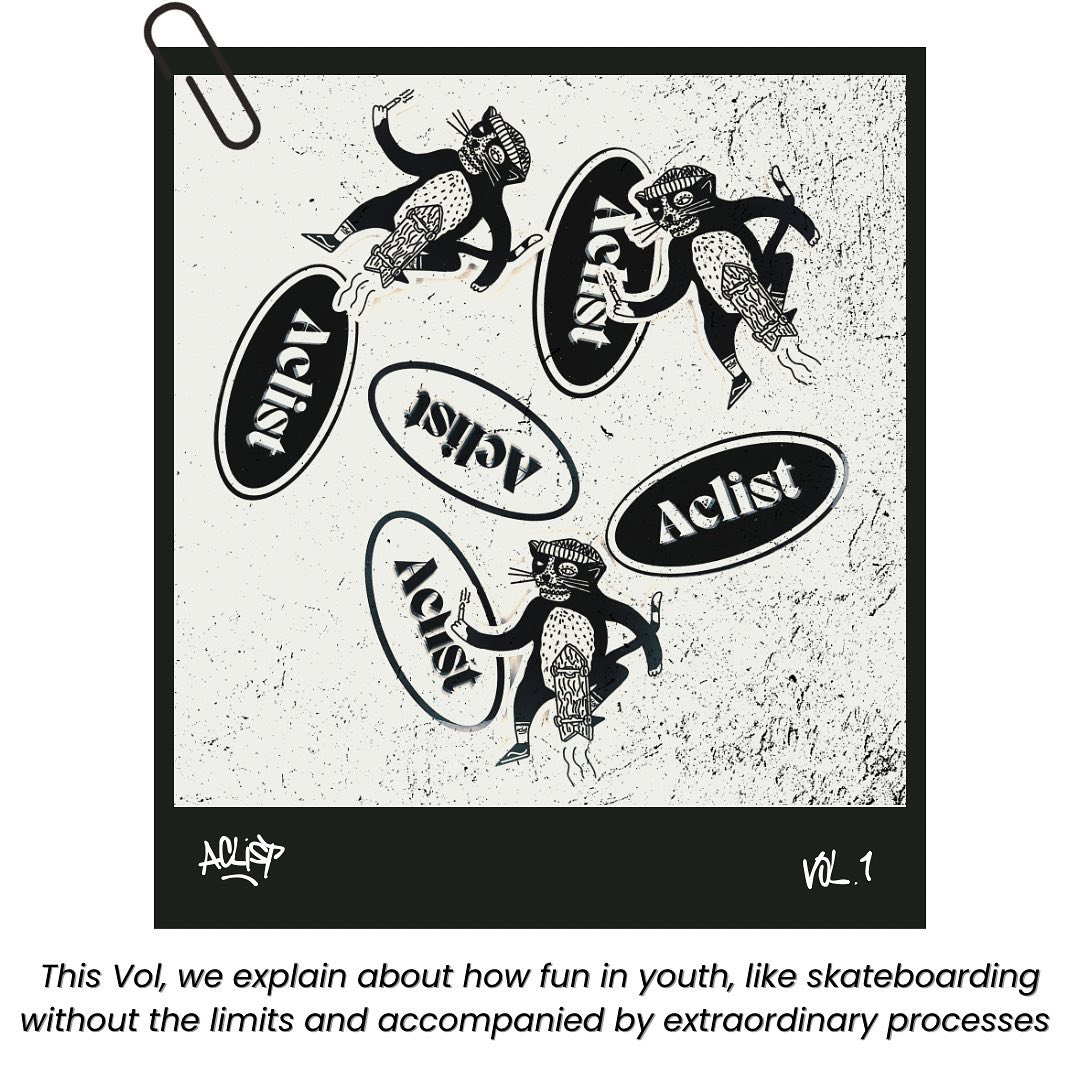 Aclist
Aclist
Aclist
Aclist
Aclist
ACLIST
VOL.1
This Vol, we explain about how fun in youth, like skateboarding
without the limits and accompanied by extraordinary processes